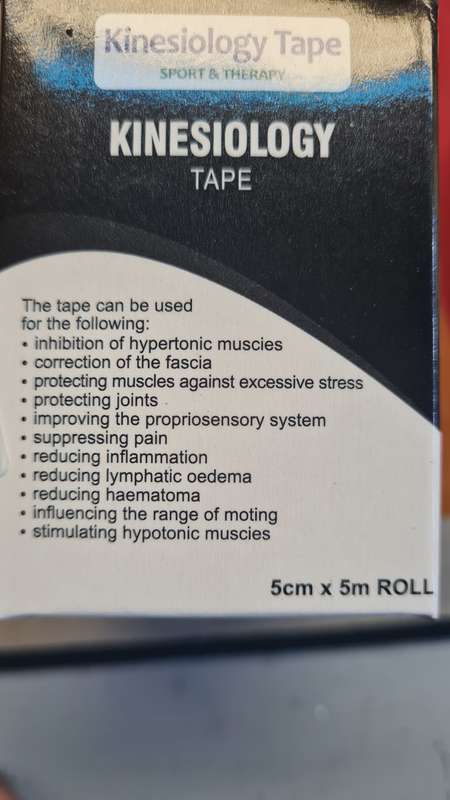 Kinesiology Tape
SPORT & THERAPY
KINESIOLOGY
TAPE
The tape can be used
for the following:
• inhibition of hypertonic muscies
• correction of the fascia
• protecting muscles against excessive stress
• protecting joints
• improving the propriosensory system
• suppressing pain
• reducing inflammation
• reducing lymphatic oedema
• reducing haematoma
• influencing the range of moting
• stimulating hypotonic muscies
5cm x 5m ROLL